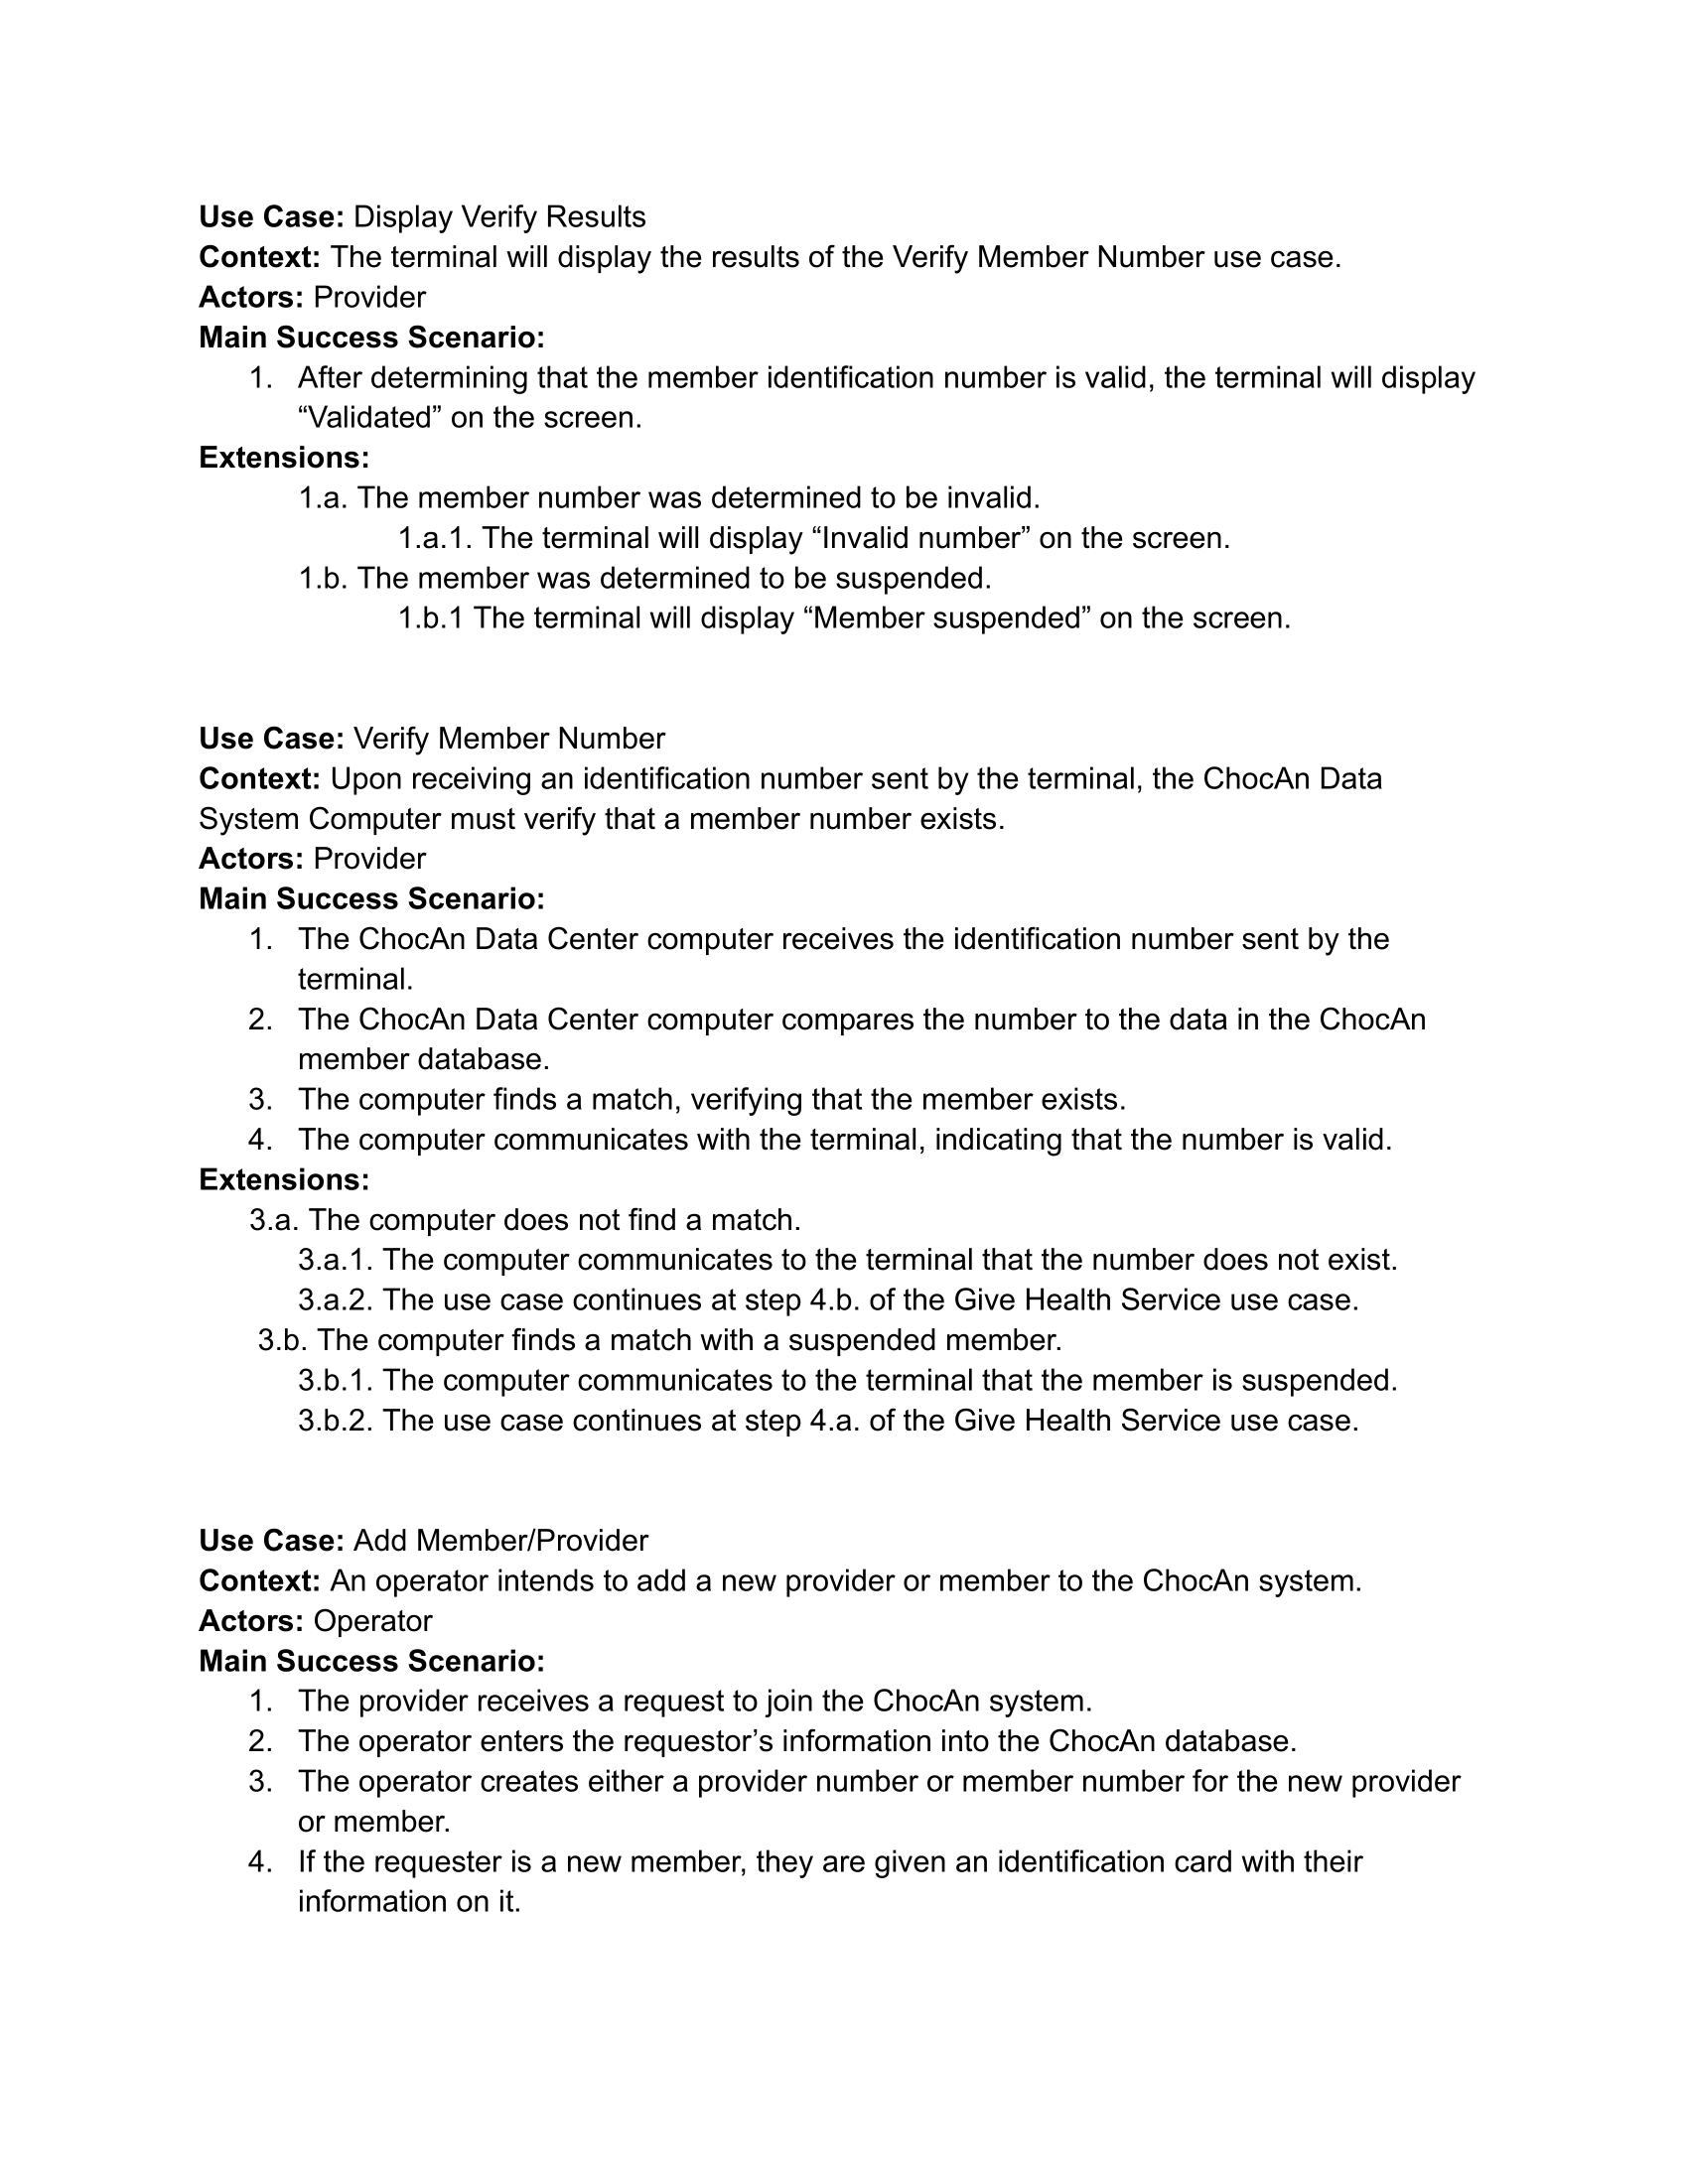 Use Case: Display Verify Results
Context: The terminal will display the results of the Verify Member Number use case.
Actors: Provider
Main Success Scenario:
1. After determining that the member identification number is valid, the terminal will display
“Validated” on the screen.
Extensions:
1.a. The member number was determined to be invalid.
1.a.1. The terminal will display “Invalid number” on the screen.
1.b. The member was determined to be suspended.
1.b.1 The terminal will display “Member suspended” on the screen.
Use Case: Verify Member Number
Context: Upon receiving an identification number sent by the terminal, the ChocAn Data
System Computer must verify that a member number exists.
Actors: Provider
Main Success Scenario:
1. The ChocAn Data Center computer receives the identification number sent by the
terminal.
2. The ChocAn Data Center computer compares the number to the data in the ChocAn
member database.
3. The computer finds a match, verifying that the member exists.
4. The computer communicates with the terminal, indicating that the number is valid.
Extensions:
3.a. The computer does not find a match.
3.a.1. The computer communicates to the terminal that the number does not exist.
3.a.2. The use case continues at step 4.b. of the Give Health Service use case.
3.b. The computer finds a match with a suspended member.
3.b.1. The computer communicates to the terminal that the member is suspended.
3.b.2. The use case continues at step 4.a. of the Give Health Service use case.
Use Case: Add Member/Provider
Context: An operator intends to add a new provider or member to the ChocAn system.
Actors: Operator
Main Success Scenario:
1. The provider receives a request to join the ChocAn system.
2. The operator enters the requestor’s information into the ChocAn database.
3. The operator creates either a provider number or member number for the new provider
or member.
4. If the requester is a new member, they are given an identification card with their
information on it.